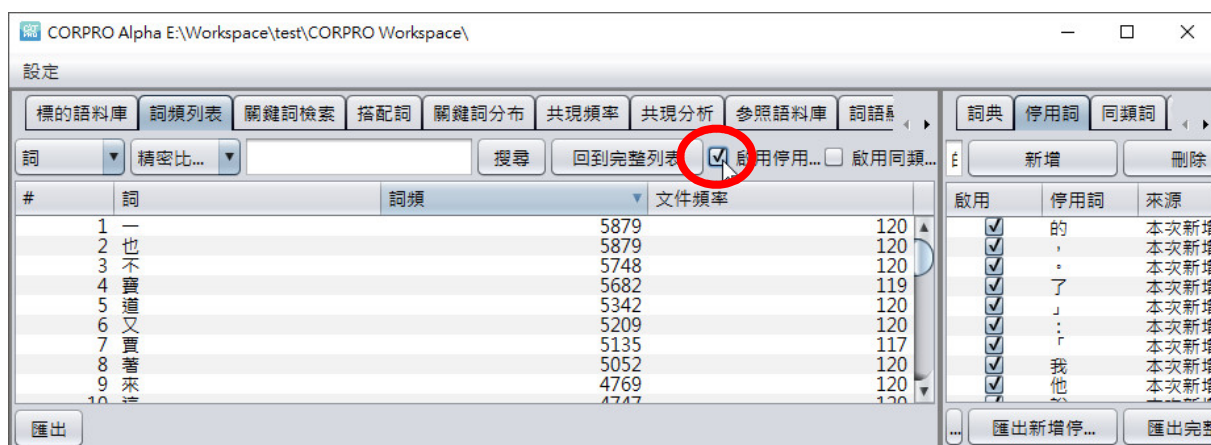 CORPRO Alpha E:\Workspace\test\CORPRO Workspace\
設定
標的語料庫 詞頻列表 關鍵詞檢索 搭配詞 關鍵詞分布 共現頻率 共現分析 參照語料庫 詞語 詞典 停用詞 同類詞
詞 精密比... 搜尋 回到完整列表 啟用停用... 啟用同類... 新增 刪除
# 詞 詞頻 文件頻率 啟用 停用詞 來源
1 一 5879 120 的 本次新增
2 也 5879 120 , 本次新增
3 不 5748 120 。 本次新增
4 寶 5682 119 了 本次新增
5 道 5342 120 」 本次新增
6 又 5209 120 : 本次新增
7 賈 5135 117 「 本次新增
8 著 5052 120 我 本次新增
9 來 4769 120 他 本次新增
10 這 4747 120
匯出 ... 匯出新增停... 匯出完整